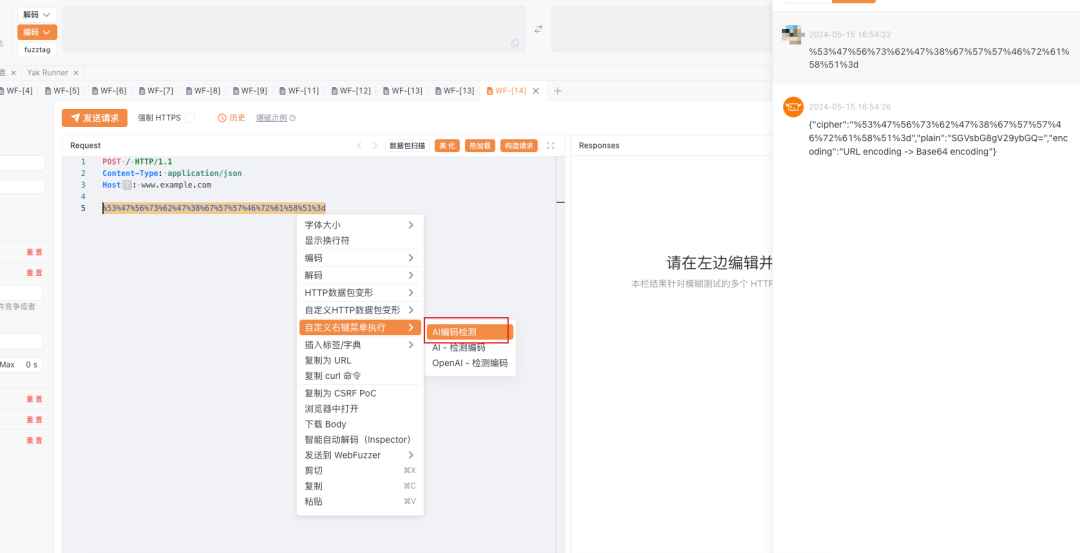 解码
编码
fuzztag
Yak Runner
WF-[4] WF-[5] WF-[6] WF-[7] WF-[8] WF-[9] WF-[11] WF-[12] WF-[13] WF-[13] WF-[14]
发送请求 强制 HTTPS 历史 爆破示例
Request 数据包扫描 美化 热加载 构造请求 Responses
1 POST / HTTP/1.1
2 Content-Type: application/json
3 Host : www.example.com
4
5 %53%47%56%73%62%47%38%67%57%57%46%72%61%58%51%3d
字体大小
显示换行符
编码
解码
HTTP数据包变形
自定义HTTP数据包变形
自定义右键菜单执行
插入标签/字典
复制为 URL
复制 curl 命令
复制为 CSRF PoC
浏览器中打开
下载 Body
智能自动解码（Inspector）
发送到 WebFuzzer
剪切 ⌘X
复制 ⌘C
粘贴 ⌘V
AI编码检测
AI - 检测编码
OpenAI - 检测编码
重置
重置
件竞争或者
Max 0 s
重置
重置
重置
请在左边编辑并
本栏结果针对模糊测试的多个 HTTP
2024-05-15 16:54:22
%53%47%56%73%62%47%38%67%57%57%46%72%61%
58%51%3d
2024-05-15 16:54:26
{"cipher":"%53%47%56%73%62%47%38%67%57%57%4
6%72%61%58%51%3d","plain":"SGVsbG8gV29ybGQ=","enc
oding":"URL encoding -> Base64 encoding"}